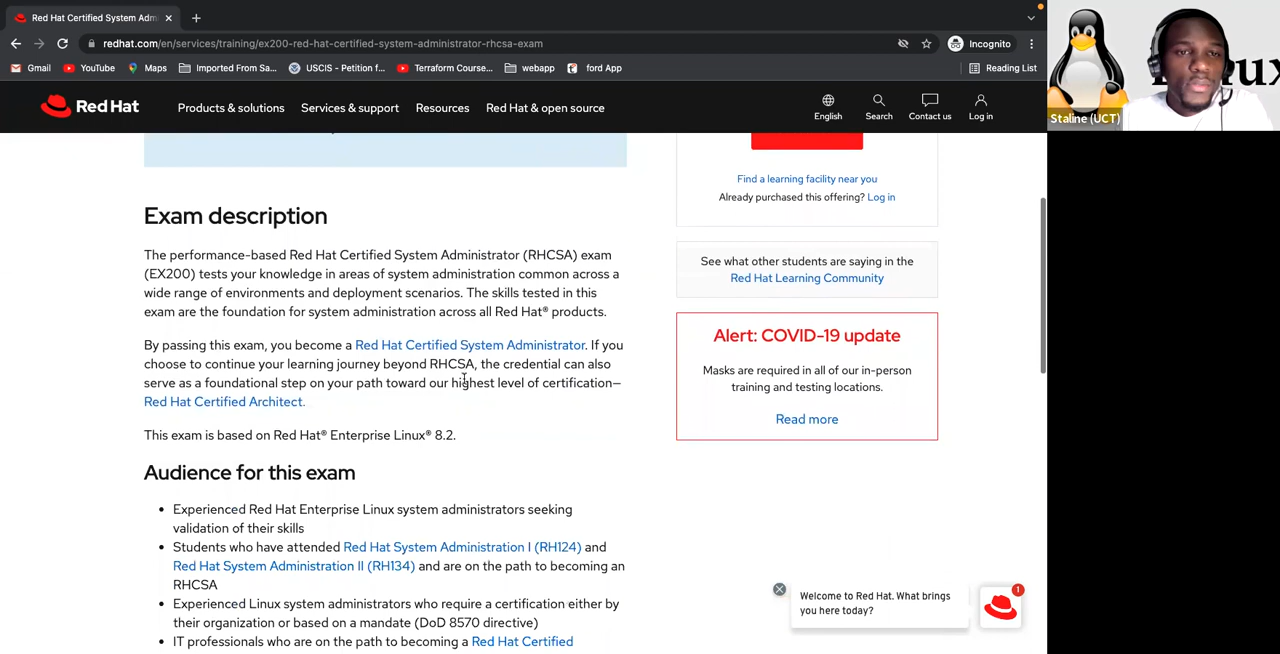 Red Hat Certified System Adm
redhat.com/en/services/training/ex200-red-hat-certified-system-administrator-rhcsa-exam
Incognito
Gmail
YouTube
Maps
Imported From Sa...
USCIS - Petition f...
Terraform Course...
webapp
ford App
Reading List
Red Hat
Products & solutions
Services & support
Resources
Red Hat & open source
English
Search
Contact us
Log in
Staline (UCT)
Find a learning facility near you
Already purchased this offering? Log in
Exam description
The performance-based Red Hat Certified System Administrator (RHCSA) exam
(EX200) tests your knowledge in areas of system administration common across a
wide range of environments and deployment scenarios. The skills tested in this
exam are the foundation for system administration across all Red Hat® products.
By passing this exam, you become a Red Hat Certified System Administrator. If you
choose to continue your learning journey beyond RHCSA, the credential can also
serve as a foundational step on your path toward our highest level of certification—
Red Hat Certified Architect.
This exam is based on Red Hat® Enterprise Linux® 8.2.
See what other students are saying in the
Red Hat Learning Community
Alert: COVID-19 update
Masks are required in all of our in-person
training and testing locations.
Read more
Audience for this exam
• Experienced Red Hat Enterprise Linux system administrators seeking
validation of their skills
• Students who have attended Red Hat System Administration I (RH124) and
Red Hat System Administration II (RH134) and are on the path to becoming an
RHCSA
• Experienced Linux system administrators who require a certification either by
their organization or based on a mandate (DoD 8570 directive)
• IT professionals who are on the path to becoming a Red Hat Certified
Welcome to Red Hat. What brings
you here today?
1